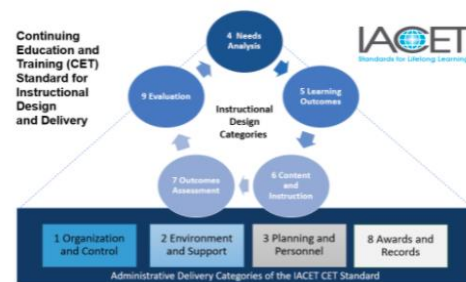 Continuing
Education and
Training (CET)
Standard for
Instructional
Design
and Delivery
IACET
Standards for Lifelong Learning
4 Needs
Analysis
9 Evaluation
5 Learning
Outcomes
Instructional
Design
Categories
7 Outcomes
Assessment
6 Content
and
Instruction
1 Organization
and Control
2 Environment
and Support
3 Planning and
Personnel
8 Awards and
Records
Administrative Delivery Categories of the IACET CET Standard